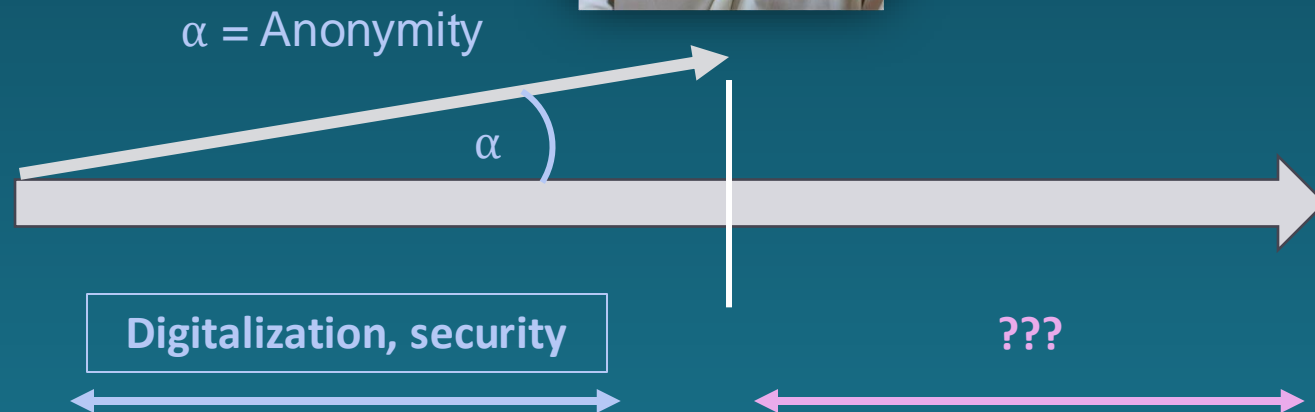 α = Anonymity
α
Digitalization, security
???